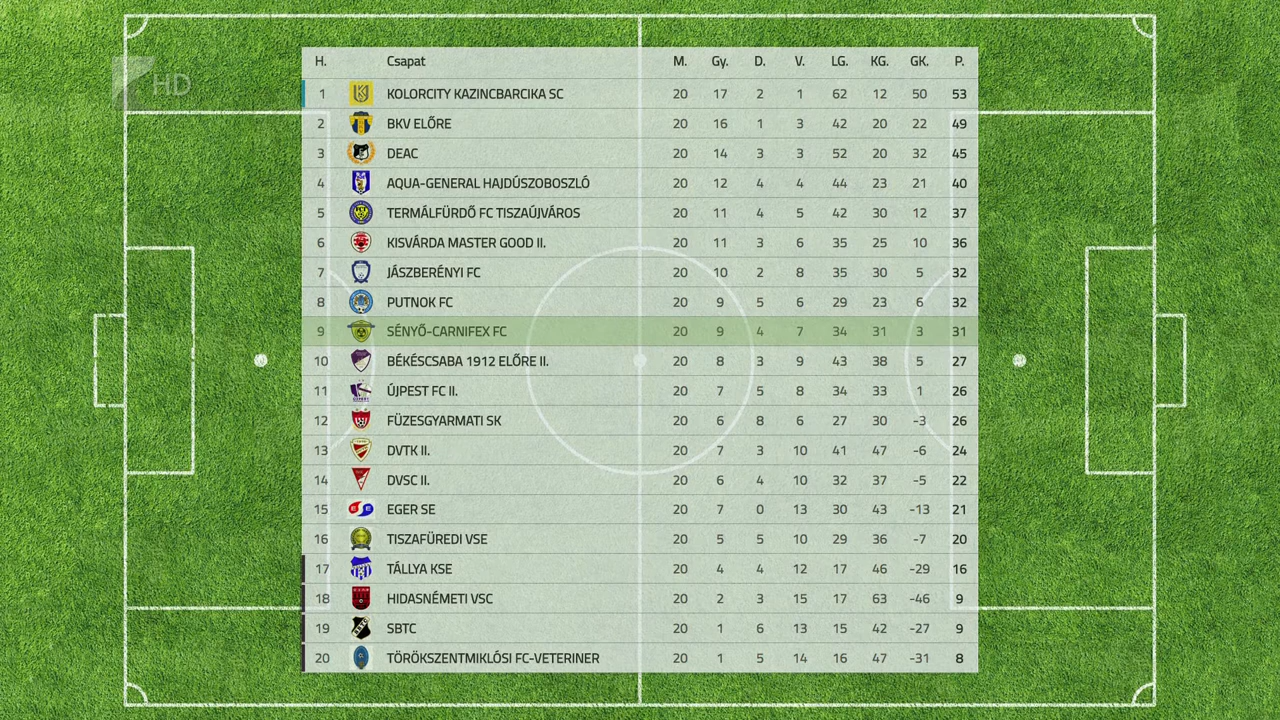 H. Csapat M. Gy. D. V. LG. KG. GK. P.
HD
1 KOLORCITY KAZINCBARCIKA SC 20 17 2 1 62 12 50 53
2 BKV ELŐRE 20 16 1 3 42 20 22 49
3 DEAC 20 14 3 3 52 20 32 45
4 AQUA-GENERAL HAJDÚSZOBOSZLÓ 20 12 4 4 44 23 21 40
5 TERMÁLFÜRDŐ FC TISZAÚJVÁROS 20 11 4 5 42 30 12 37
6 KISVÁRDA MASTER GOOD II. 20 11 3 6 35 25 10 36
7 JÁSZBERÉNYI FC 20 10 2 8 35 30 5 32
8 PUTNOK FC 20 9 5 6 29 23 6 32
9 SÉNYŐ-CARNIFEX FC 20 9 4 7 34 31 3 31
10 BÉKÉSCSABA 1912 ELŐRE II. 20 8 3 9 43 38 5 27
11 ÚJPEST FC II. 20 7 5 8 34 33 1 26
12 FÜZESGYARMATI SK 20 6 8 6 27 30 -3 26
13 DVTK II. 20 7 3 10 41 47 -6 24
14 DVSC II. 20 6 4 10 32 37 -5 22
15 EGER SE 20 7 0 13 30 43 -13 21
16 TISZAFÜREDI VSE 20 5 5 10 29 36 -7 20
17 TÁLLYA KSE 20 4 4 12 17 46 -29 16
18 HIDASNÉMETI VSC 20 2 3 15 17 63 -46 9
19 SBTC 20 1 6 13 15 42 -27 9
20 TÖRÖKSZENTMIKLÓSI FC-VETERINER 20 1 5 14 16 47 -31 8